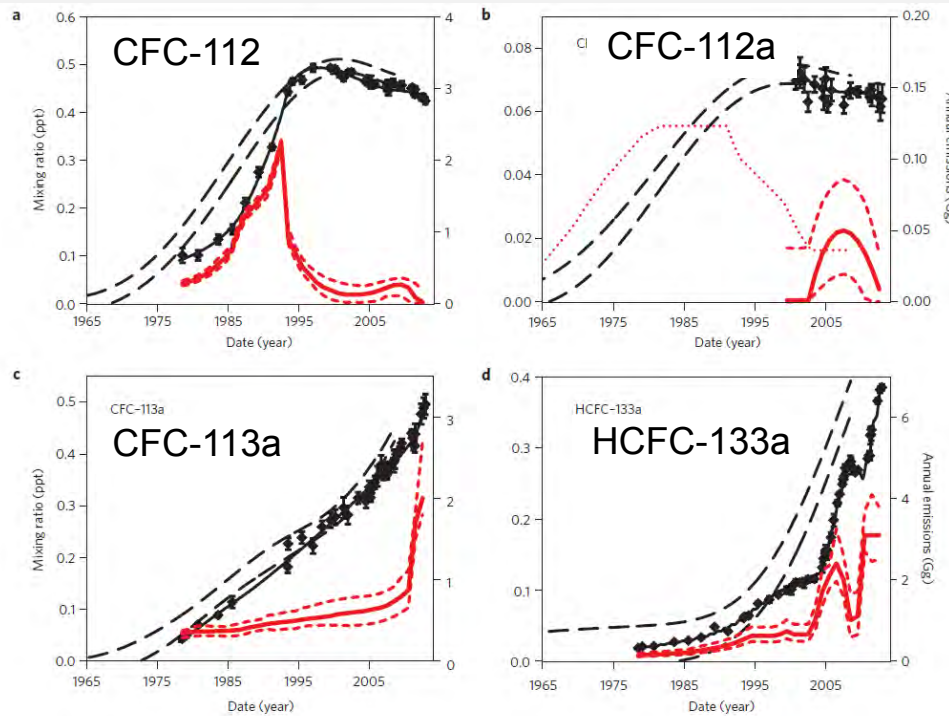 a
CFC-112
Mixing ratio (ppt)
0.6
0.5
0.4
0.3
0.2
0.1
0.0
4
3
2
1
0
1965 1975 1985 1995 2005
Date (year)
b
CFC-112a
0.08
0.06
0.04
0.02
0.00
0.20
0.15
0.10
0.05
0.00
1965 1975 1985 1995 2005
Date (year)
c
CFC-113a
CFC-113a
Mixing ratio (ppt)
0.5
0.4
0.3
0.2
0.1
0.0
3
2
1
0
1965 1975 1985 1995 2005
Date (year)
d
HCFC-133a
HCFC-133a
0.4
0.3
0.2
0.1
0.0
6
4
2
0
Annual emissions (Gg)
1965 1975 1985 1995 2005
Date (year)